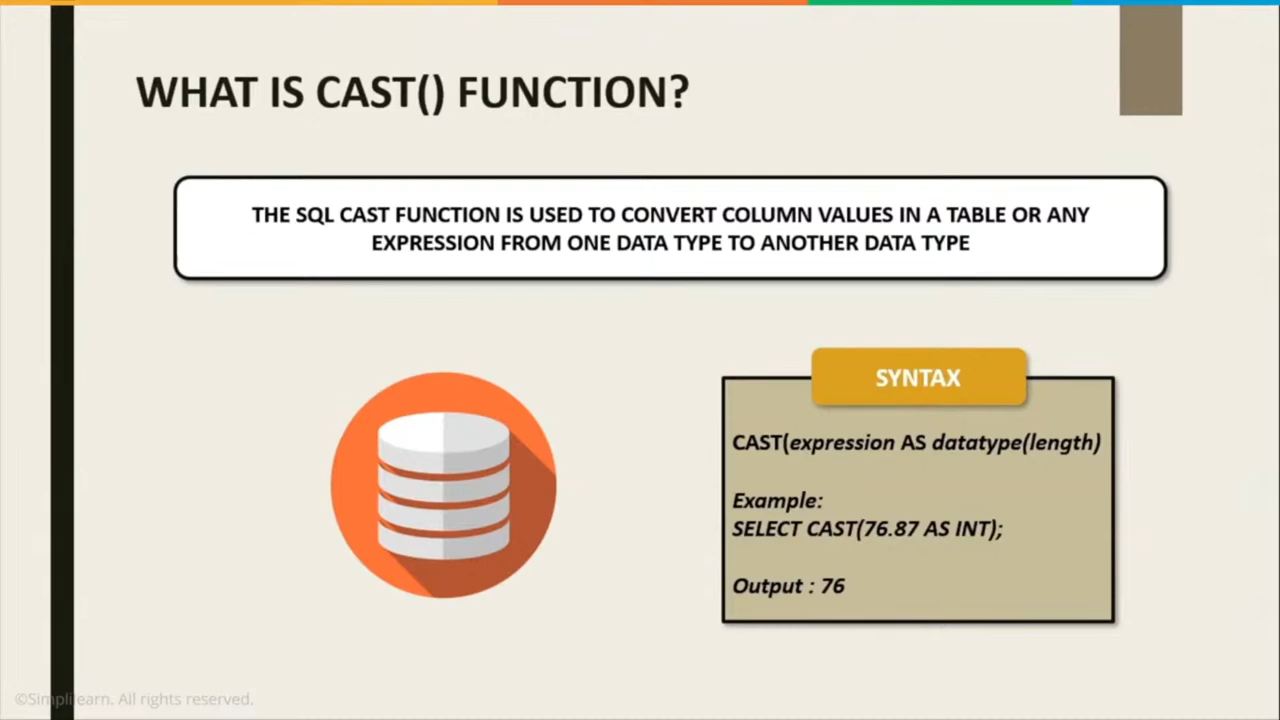 WHAT IS CAST() FUNCTION?
THE SQL CAST FUNCTION IS USED TO CONVERT COLUMN VALUES IN A TABLE OR ANY
EXPRESSION FROM ONE DATA TYPE TO ANOTHER DATA TYPE
SYNTAX
CAST(expression AS datatype(length)
Example:
SELECT CAST(76.87 AS INT);
Output : 76
©Simplilearn. All rights reserved.